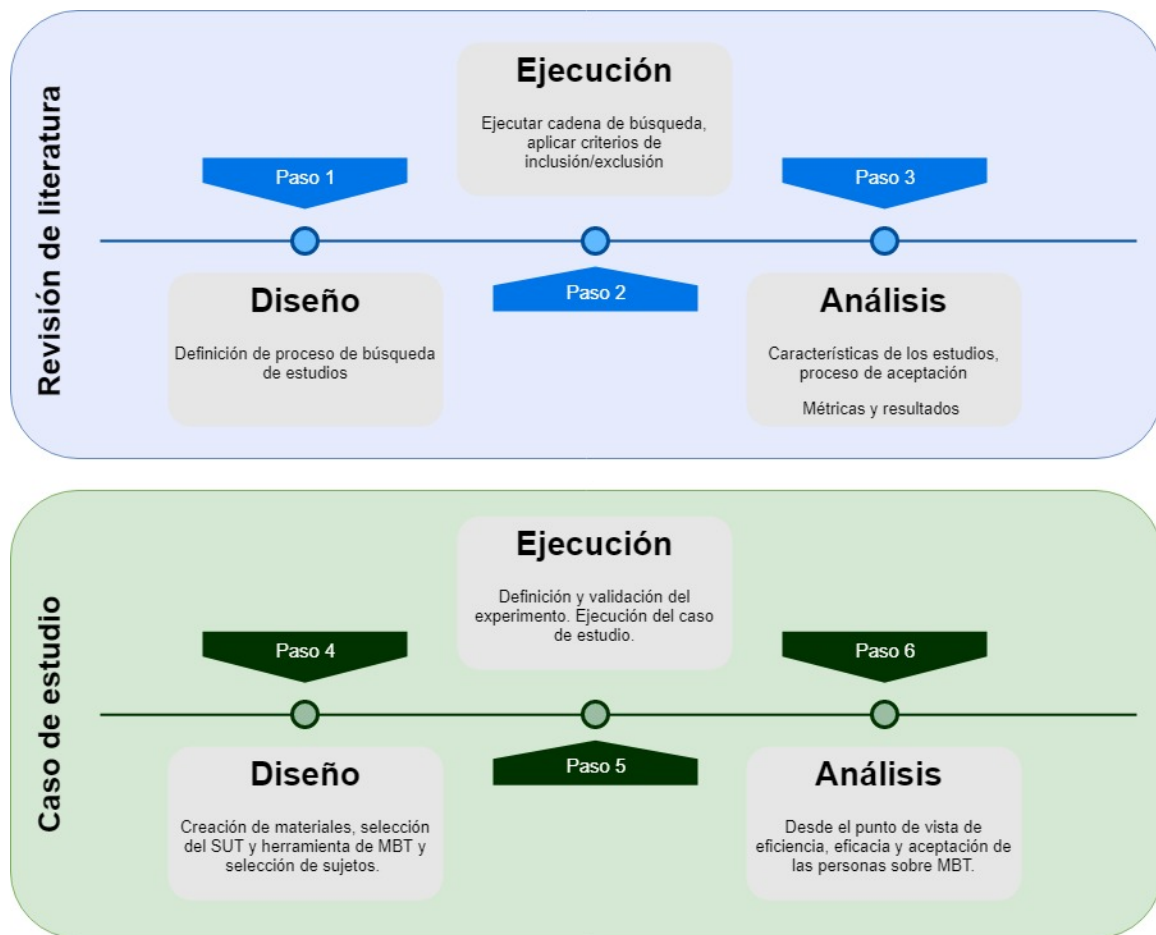 Revisión de literatura
Paso 1
Diseño
Definición de proceso de búsqueda
de estudios
Ejecución
Ejecutar cadena de búsqueda,
aplicar criterios de
inclusión/exclusión
Paso 2
Paso 3
Análisis
Características de los estudios,
proceso de aceptación
Métricas y resultados
Caso de estudio
Paso 4
Diseño
Creación de materiales, selección
del SUT y herramienta de MBT y
selección de sujetos.
Ejecución
Definición y validación del
experimento. Ejecución del caso
de estudio.
Paso 5
Paso 6
Análisis
Desde el punto de vista de
eficiencia, eficacia y aceptación de
las personas sobre MBT.